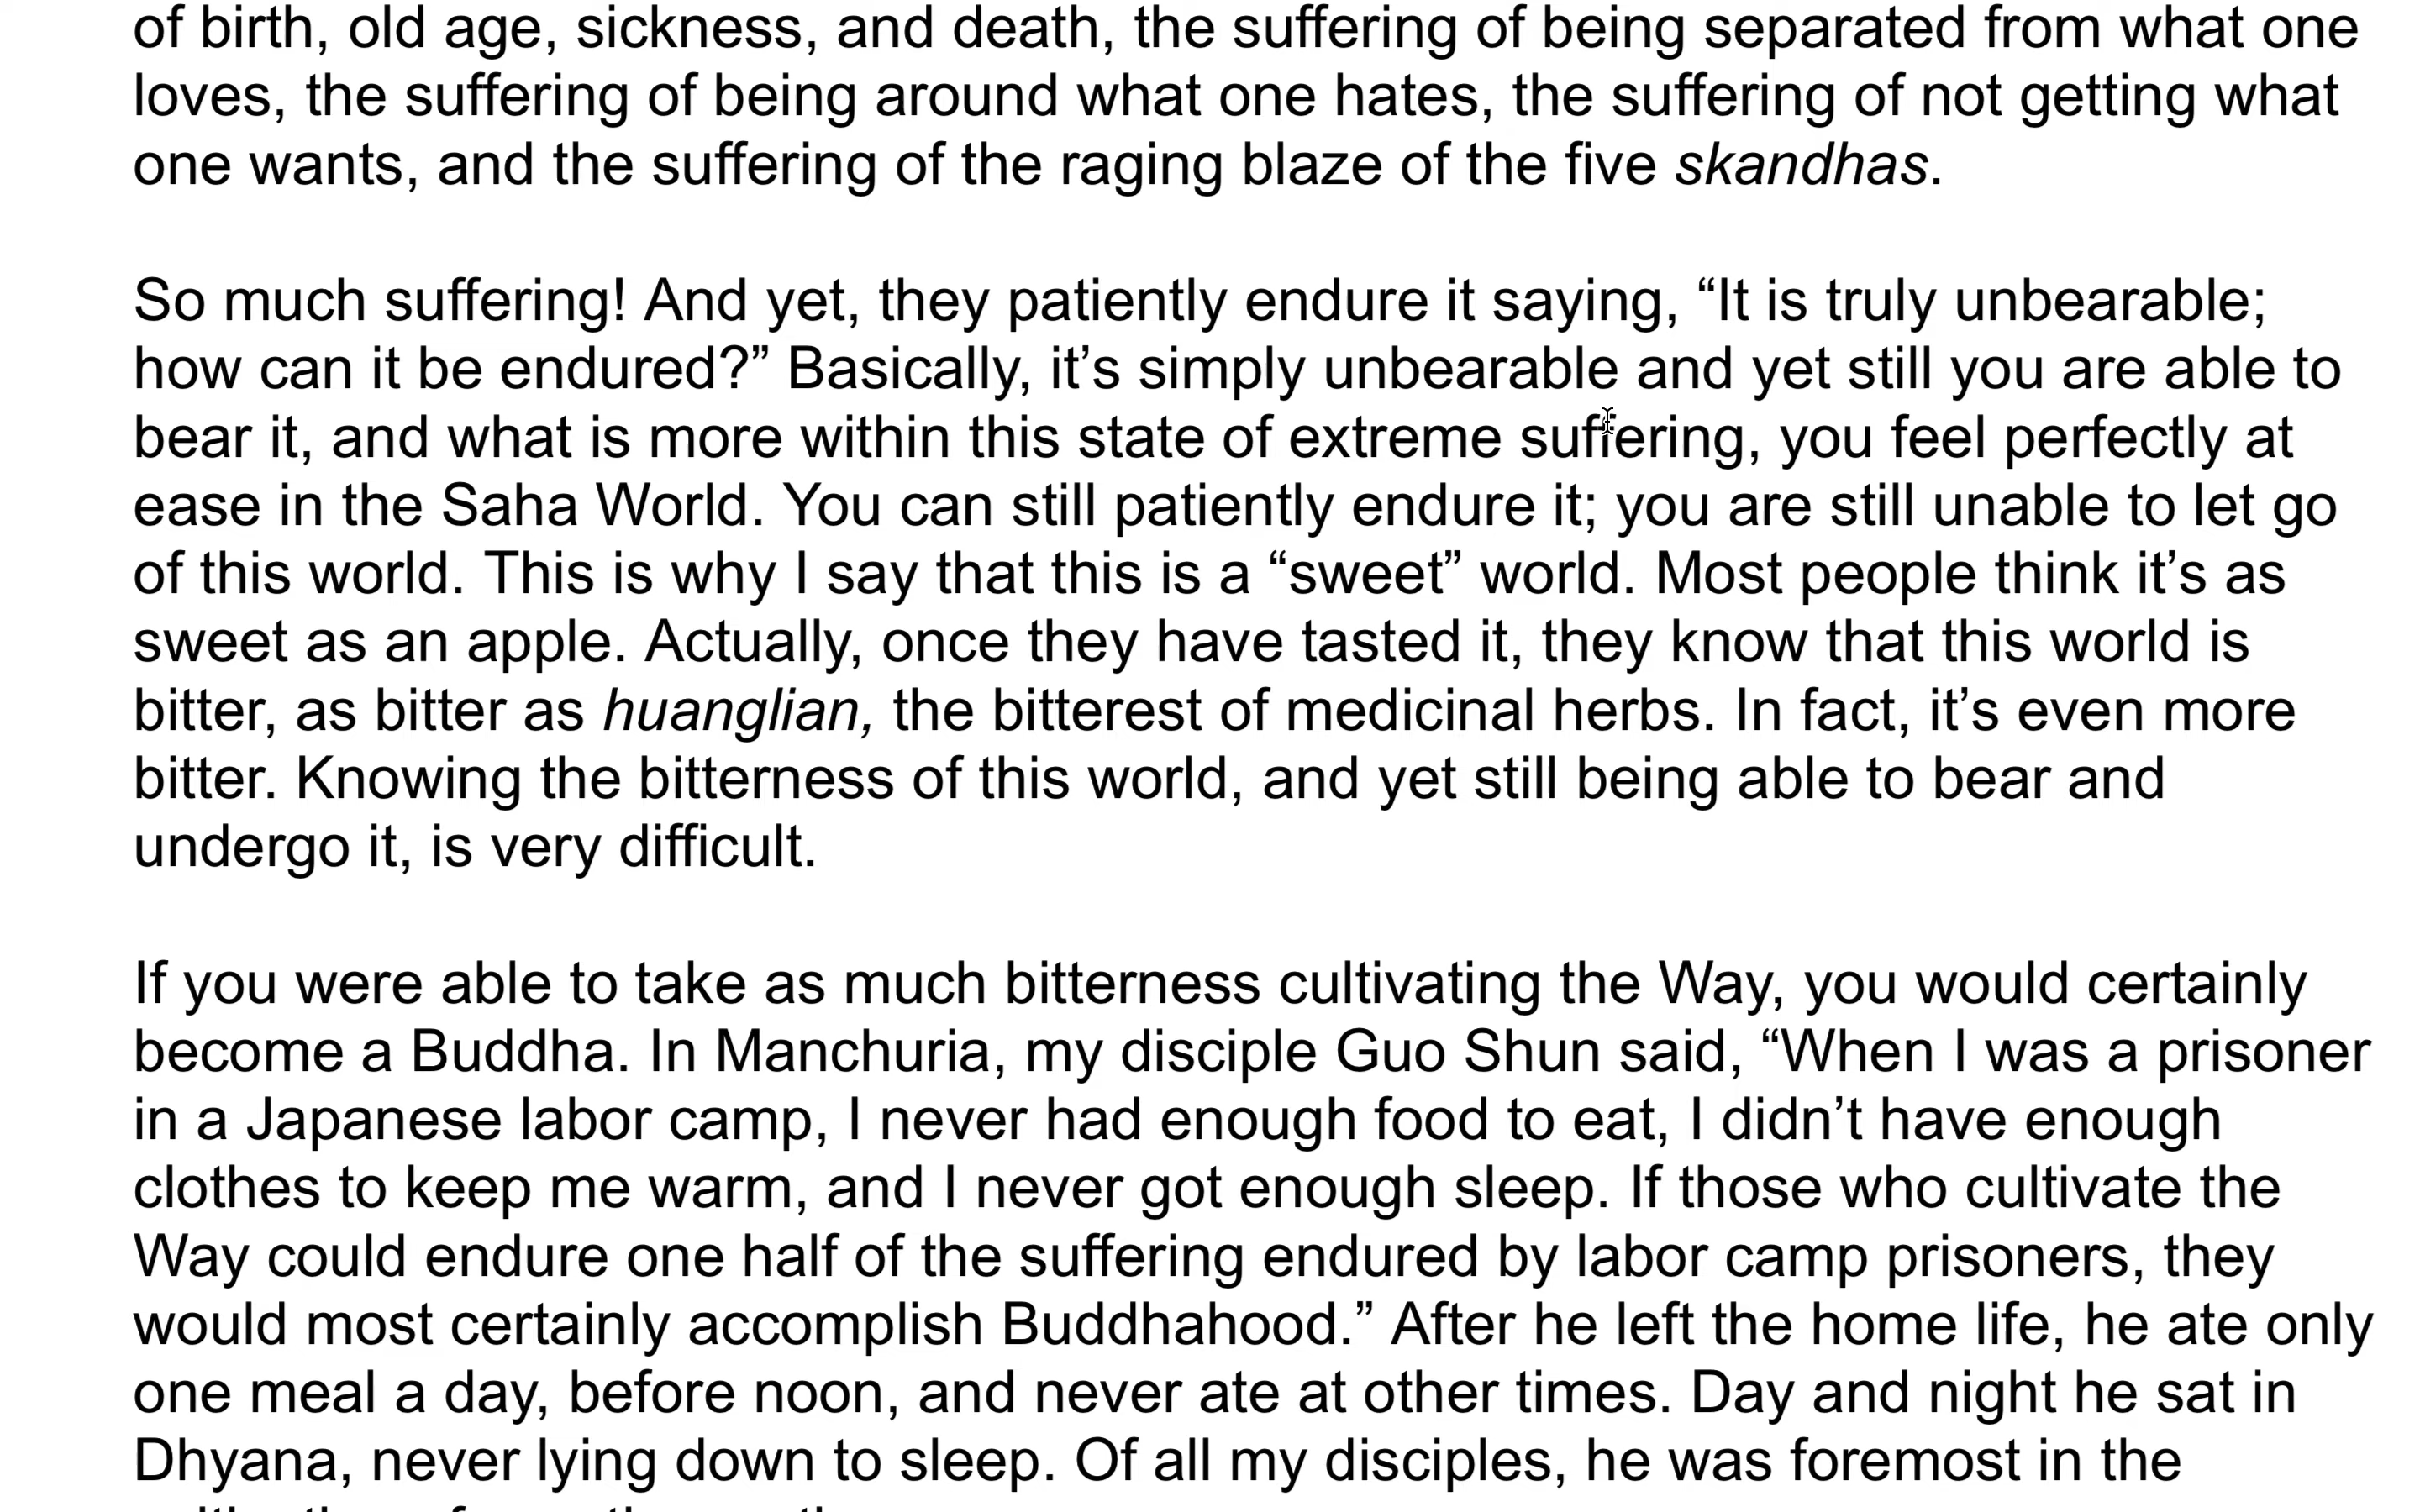 of birth, old age, sickness, and death, the suffering of being separated from what one
loves, the suffering of being around what one hates, the suffering of not getting what
one wants, and the suffering of the raging blaze of the five skandhas.
So much suffering! And yet, they patiently endure it saying, “It is truly unbearable;
how can it be endured?” Basically, it’s simply unbearable and yet still you are able to
bear it, and what is more within this state of extreme suffering, you feel perfectly at
ease in the Saha World. You can still patiently endure it; you are still unable to let go
of this world. This is why I say that this is a “sweet” world. Most people think it’s as
sweet as an apple. Actually, once they have tasted it, they know that this world is
bitter, as bitter as huanglian, the bitterest of medicinal herbs. In fact, it’s even more
bitter. Knowing the bitterness of this world, and yet still being able to bear and
undergo it, is very difficult.
If you were able to take as much bitterness cultivating the Way, you would certainly
become a Buddha. In Manchuria, my disciple Guo Shun said, “When I was a prisoner
in a Japanese labor camp, I never had enough food to eat, I didn’t have enough
clothes to keep me warm, and I never got enough sleep. If those who cultivate the
Way could endure one half of the suffering endured by labor camp prisoners, they
would most certainly accomplish Buddhahood.” After he left the home life, he ate only
one meal a day, before noon, and never ate at other times. Day and night he sat in
Dhyana, never lying down to sleep. Of all my disciples, he was foremost in the